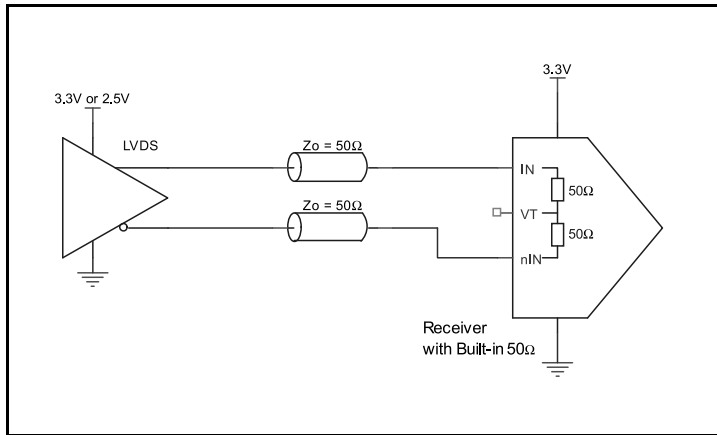 3.3V or 2.5V
LVDS
Zo = 50Ω
Zo = 50Ω
3.3V
IN
50Ω
VT
50Ω
nIN
Receiver
with Built-in 50Ω